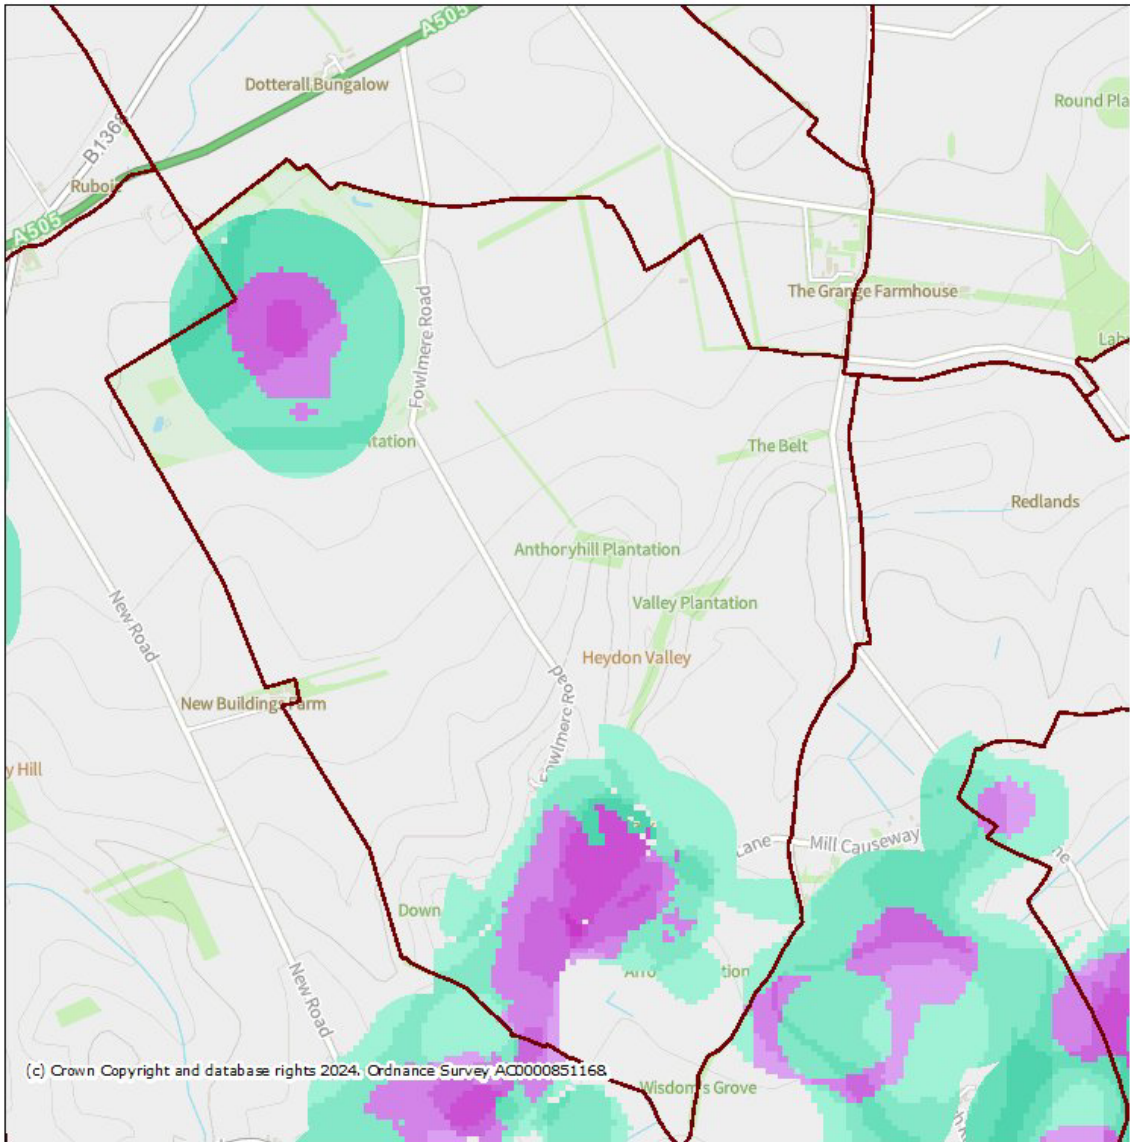 A505
Dotterall Bungalow
Round Pla
B1368
A505
The Grange Farmhouse
Fowlmere Road
ntation
The Belt
Redlands
Anthoryhill Plantation
Valley Plantation
New Road
Heydon Valley
New Buildings Farm
Fowlmere Road
y Hill
Lane
Mill Causeway
ne
Down
New Road
tion
(c) Crown Copyright and database rights 2024. Ordnance Survey AC0000851168.
Wisdom's Grove